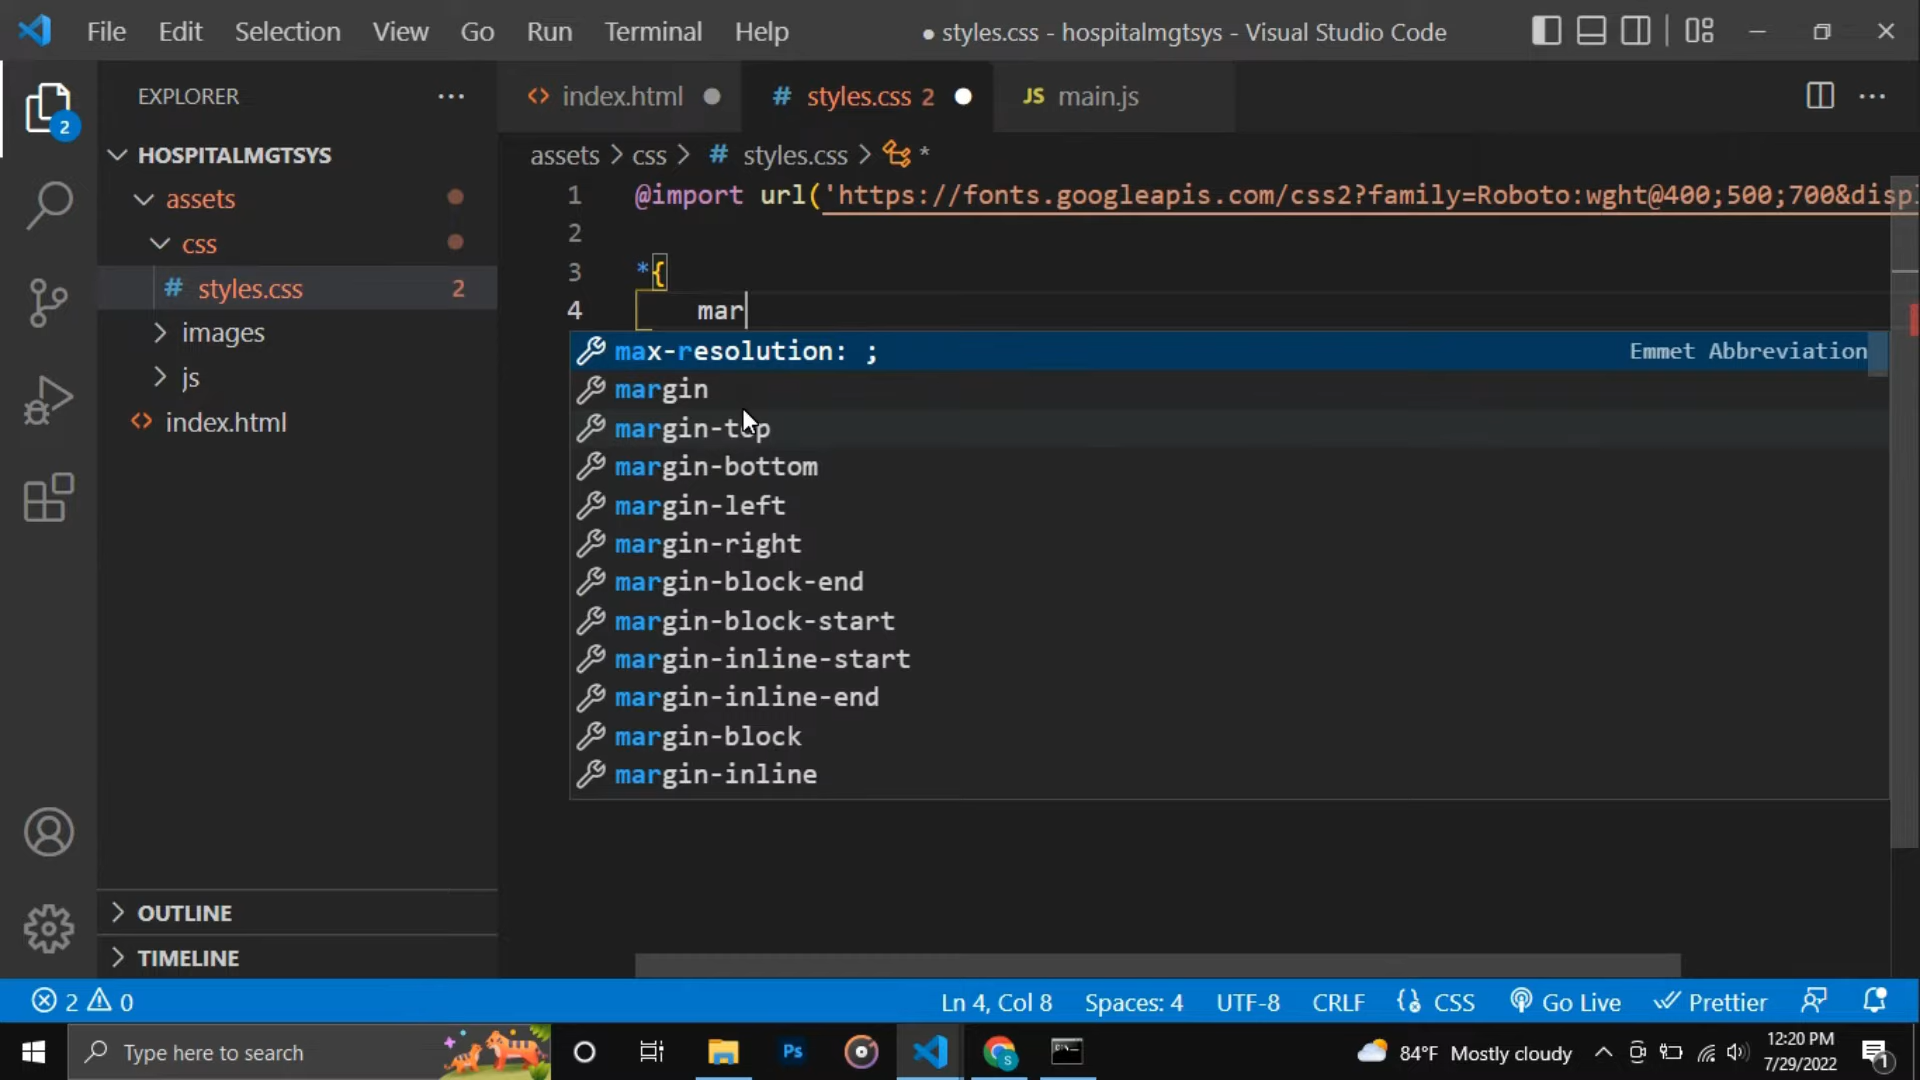 File Edit Selection View Go Run Terminal Help
● styles.css - hospitalmgtsys - Visual Studio Code
EXPLORER
<> index.html
# styles.css 2
JS main.js
2
HOSPITALMGTSYS
assets
css
# styles.css 2
images
js
<> index.html
assets > css > # styles.css > *
1 @import url('https://fonts.googleapis.com/css2?family=Roboto:wght@400;500;700&disp
2
3 *{
4 mar
max-resolution: ; Emmet Abbreviation
margin
margin-top
margin-bottom
margin-left
margin-right
margin-block-end
margin-block-start
margin-inline-start
margin-inline-end
margin-block
margin-inline
OUTLINE
TIMELINE
2 0 Ln 4, Col 8 Spaces: 4 UTF-8 CRLF CSS Go Live Prettier
Type here to search
Ps
S
84°F Mostly cloudy
12:20 PM
7/29/2022
1